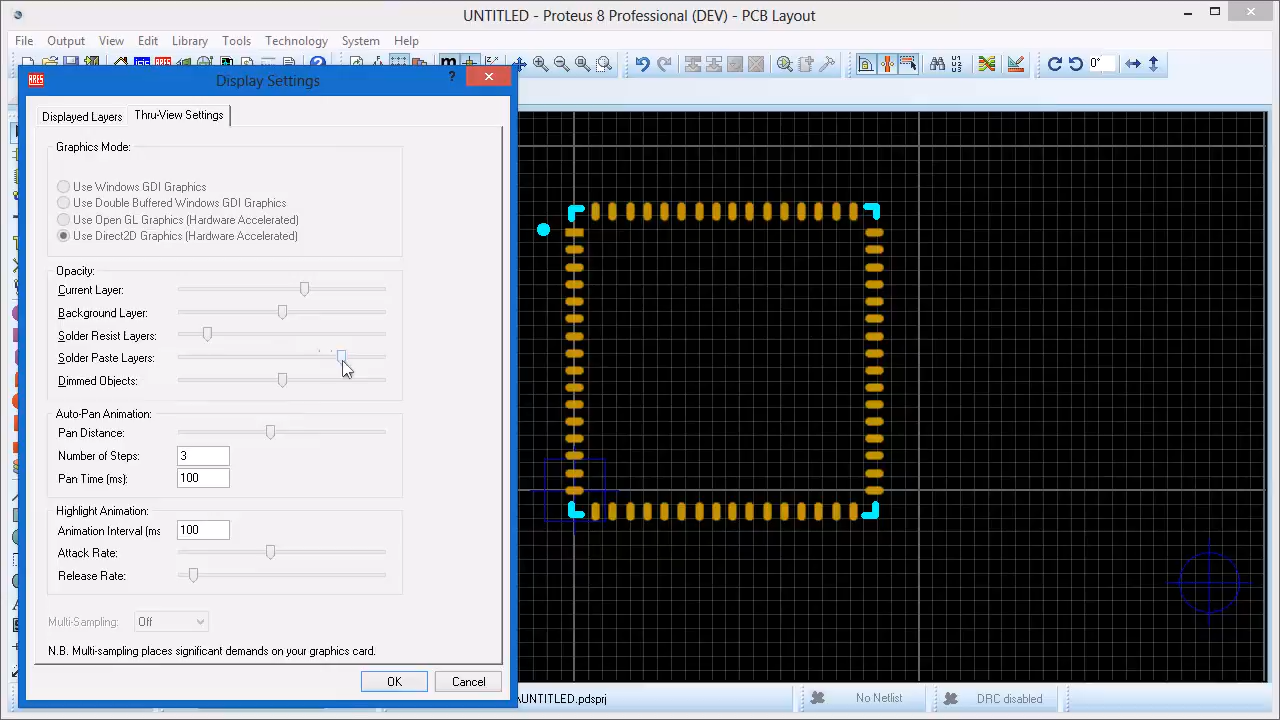 UNTITLED - Proteus 8 Professional (DEV) - PCB Layout
File Output View Edit Library Tools Technology System Help
Display Settings
Displayed Layers Thru-View Settings
Graphics Mode:
Use Windows GDI Graphics
Use Double Buffered Windows GDI Graphics
Use Open GL Graphics (Hardware Accelerated)
Use Direct2D Graphics (Hardware Accelerated)
Opacity:
Current Layer:
Background Layer:
Solder Resist Layers:
Solder Paste Layers:
Dimmed Objects:
Auto-Pan Animation:
Pan Distance:
Number of Steps: 3
Pan Time (ms): 100
Highlight Animation:
Animation Interval (ms 100
Attack Rate:
Release Rate:
Multi-Sampling: Off
N.B. Multi-sampling places significant demands on your graphics card.
OK Cancel
UNTITLED.pdsprj No Netlist DRC disabled